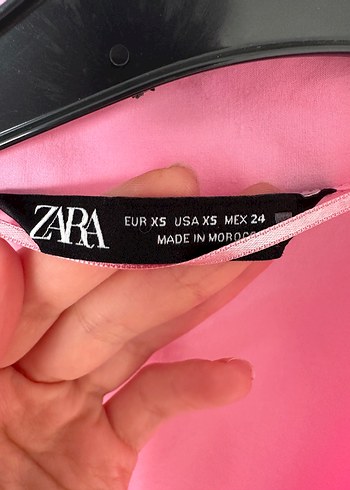 ZARA
EUR XS USA XS MEX 24
MADE IN MOROCCO